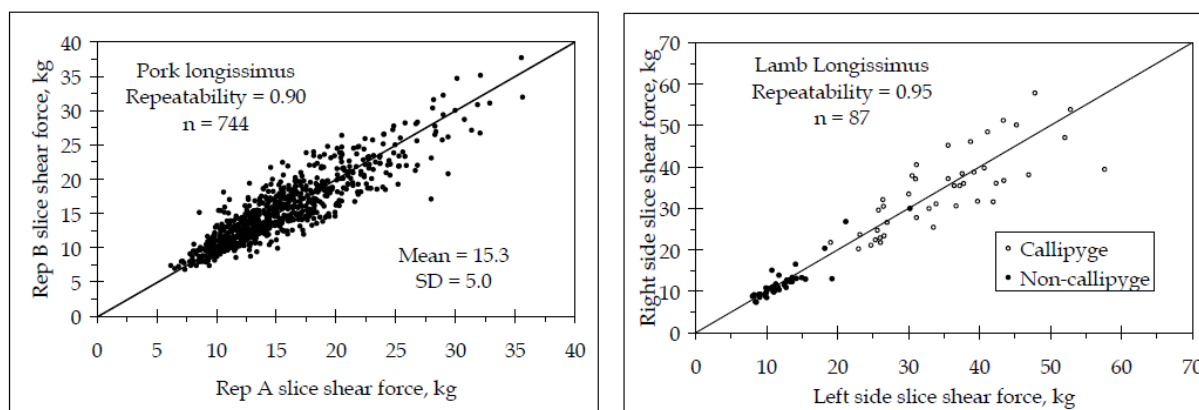 Pork longissimus
Repeatability = 0.90
n = 744
Mean = 15.3
SD = 5.0
Rep B slice shear force, kg
40
35
30
25
20
15
10
5
0
0 5 10 15 20 25 30 35 40
Rep A slice shear force, kg
Lamb Longissimus
Repeatability = 0.95
n = 87
Callipyge
Non-callipyge
Right side slice shear force, kg
70
60
50
40
30
20
10
0
0 10 20 30 40 50 60 70
Left side slice shear force, kg